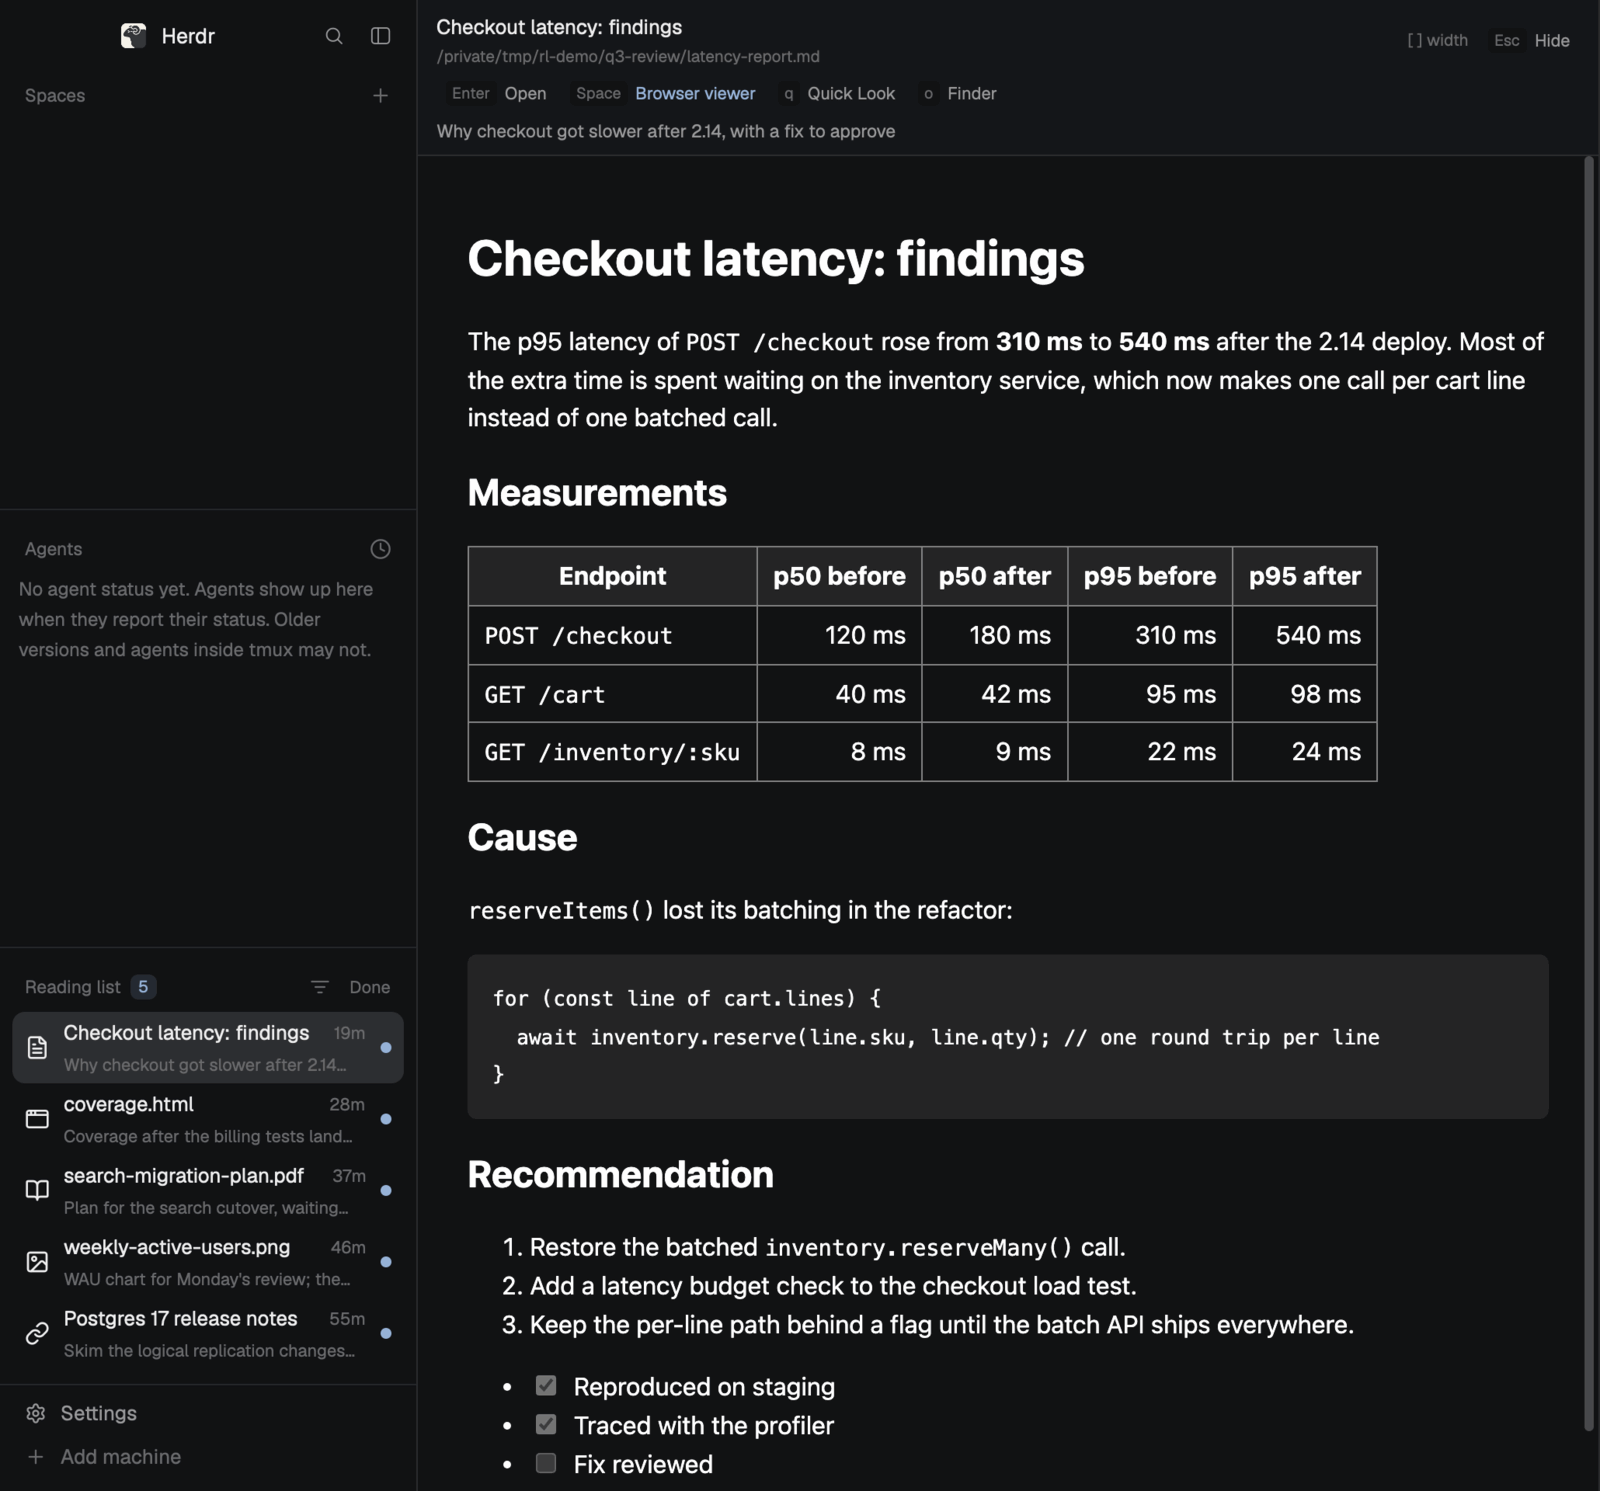 Herdr
Spaces
Agents
No agent status yet. Agents show up here
when they report their status. Older
versions and agents inside tmux may not.
Reading list 5 Done
Checkout latency: findings 19m
Why checkout got slower after 2.14...
coverage.html 28m
Coverage after the billing tests land...
search-migration-plan.pdf 37m
Plan for the search cutover, waiting...
weekly-active-users.png 46m
WAU chart for Monday's review; the...
Postgres 17 release notes 55m
Skim the logical replication changes...
Settings
+ Add machine
Checkout latency: findings
/private/tmp/rl-demo/q3-review/latency-report.md
[ ] width Esc Hide
Enter Open Space Browser viewer q Quick Look o Finder
Why checkout got slower after 2.14, with a fix to approve
Checkout latency: findings
The p95 latency of POST /checkout rose from 310 ms to 540 ms after the 2.14 deploy. Most of
the extra time is spent waiting on the inventory service, which now makes one call per cart line
instead of one batched call.
Measurements
Endpoint p50 before p50 after p95 before p95 after
POST /checkout 120 ms 180 ms 310 ms 540 ms
GET /cart 40 ms 42 ms 95 ms 98 ms
GET /inventory/:sku 8 ms 9 ms 22 ms 24 ms
Cause
reserveItems() lost its batching in the refactor:
for (const line of cart.lines) {
  await inventory.reserve(line.sku, line.qty); // one round trip per line
}
Recommendation
1. Restore the batched inventory.reserveMany() call.
2. Add a latency budget check to the checkout load test.
3. Keep the per-line path behind a flag until the batch API ships everywhere.
• Reproduced on staging
• Traced with the profiler
• Fix reviewed